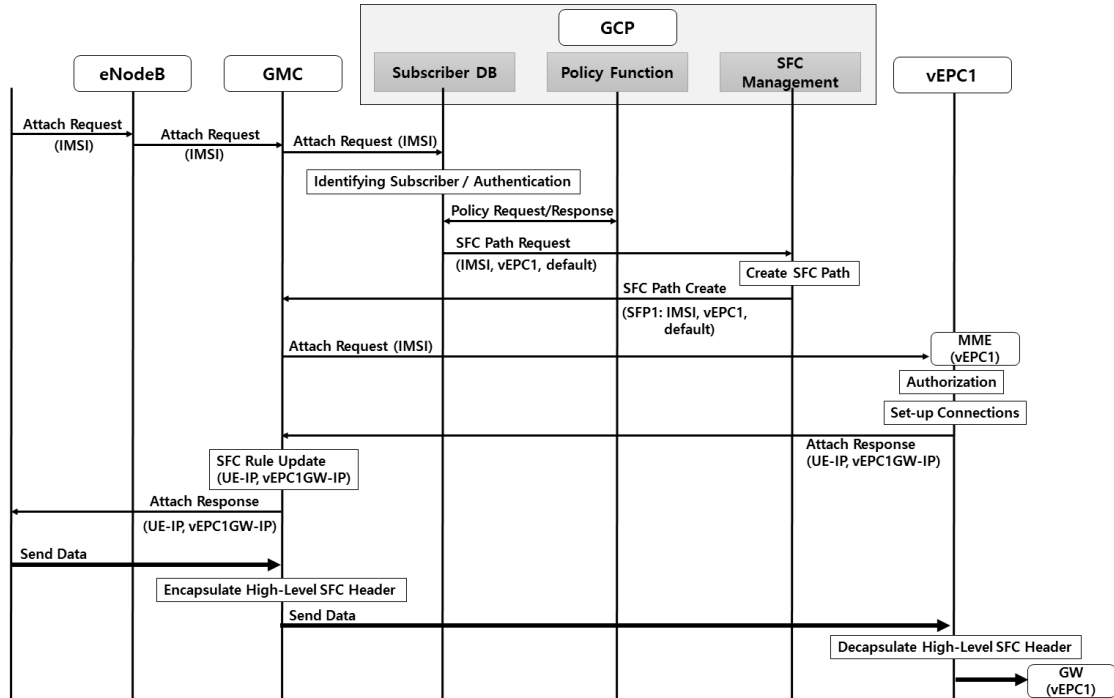 GCP
eNodeB
GMC
Subscriber DB
Policy Function
SFC
Management
vEPC1
Attach Request
(IMSI)
Attach Request
(IMSI)
Attach Request (IMSI)
Identifying Subscriber / Authentication
Policy Request/Response
SFC Path Request
(IMSI, vEPC1, default)
Create SFC Path
SFC Path Create
(SFP1: IMSI, vEPC1,
default)
Attach Request (IMSI)
MME
(vEPC1)
Authorization
Set-up Connections
Attach Response
(UE-IP, vEPC1GW-IP)
SFC Rule Update
(UE-IP, vEPC1GW-IP)
Attach Response
(UE-IP, vEPC1GW-IP)
Send Data
Encapsulate High-Level SFC Header
Send Data
Decapsulate High-Level SFC Header
GW
(vEPC1)